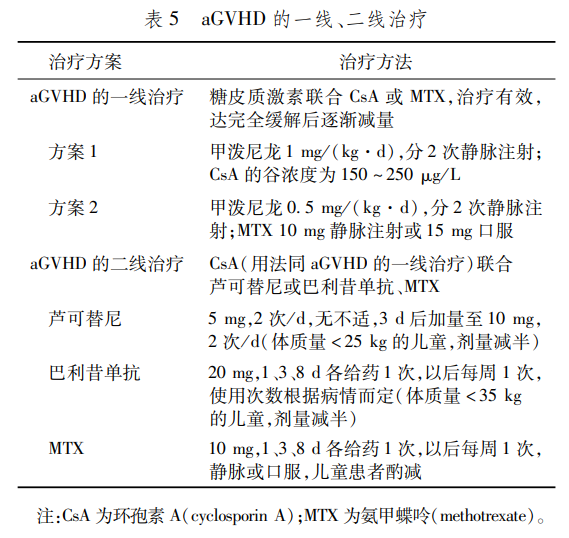 表 5 aGVHD 的一线、二线治疗
治疗方案 治疗方法
aGVHD 的一线治疗 糖皮质激素联合 CsA 或 MTX,治疗有效,
达完全缓解后逐渐减量
方案 1 甲泼尼龙 1 mg/(kg·d),分 2 次静脉注射;
CsA 的谷浓度为 150 ~ 250 μg/L
方案 2 甲泼尼龙 0. 5 mg/(kg·d),分 2 次静脉注
射;MTX 10 mg 静脉注射或 15 mg 口服
aGVHD 的二线治疗 CsA(用法同 aGVHD 的一线治疗)联合
芦可替尼或巴利昔单抗、MTX
芦可替尼 5 mg,2 次/d,无不适,3 d 后加量至 10 mg,
2 次/d(体质量 <25 kg 的儿童,剂量减半)
巴利昔单抗 20 mg,1、3、8 d 各给药 1 次,以后每周 1 次,
使用次数根据病情而定(体质量 <35 kg
的儿童,剂量减半)
MTX 10 mg,1、3、8 d 各给药 1 次,以后每周 1 次,
静脉或口服,儿童患者酌减
注:CsA 为环孢素 A(cyclosporin A);MTX 为氨甲蝶呤(methotrexate)。